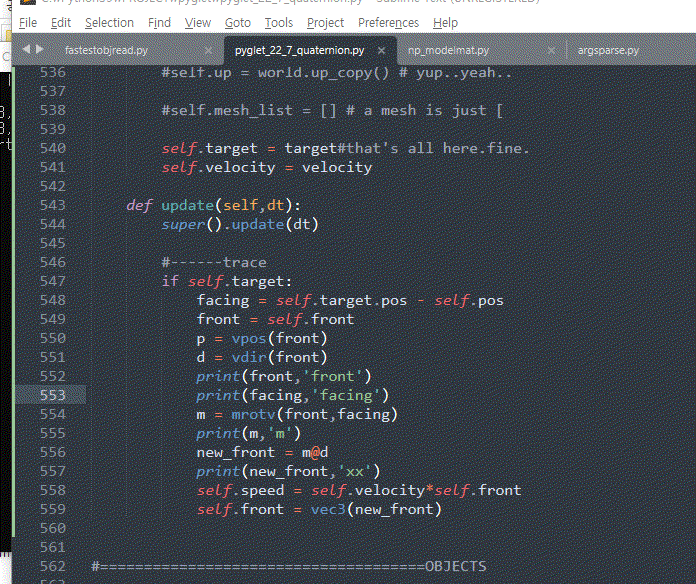 File Edit Selection Find View Goto Tools Project Preferences Help
fastestobjread.py × pyglet_22_7_quaternion.py × np_modelmat.py × argsparse.py
536 #self.up = world.up_copy() # yup..yeah..
537
538 #self.mesh_list = [] # a mesh is just [
539
540 self.target = target#that's all here.fine.
541 self.velocity = velocity
542
543 def update(self,dt):
544 super().update(dt)
545
546 #------trace
547 if self.target:
548 facing = self.target.pos - self.pos
549 front = self.front
550 p = vpos(front)
551 d = vdir(front)
552 print(front,'front')
553 print(facing,'facing')
554 m = mrotv(front,facing)
555 print(m,'m')
556 new_front = m@d
557 print(new_front,'xx')
558 self.speed = self.velocity*self.front
559 self.front = vec3(new_front)
560
561
562 #=====================================OBJECTS